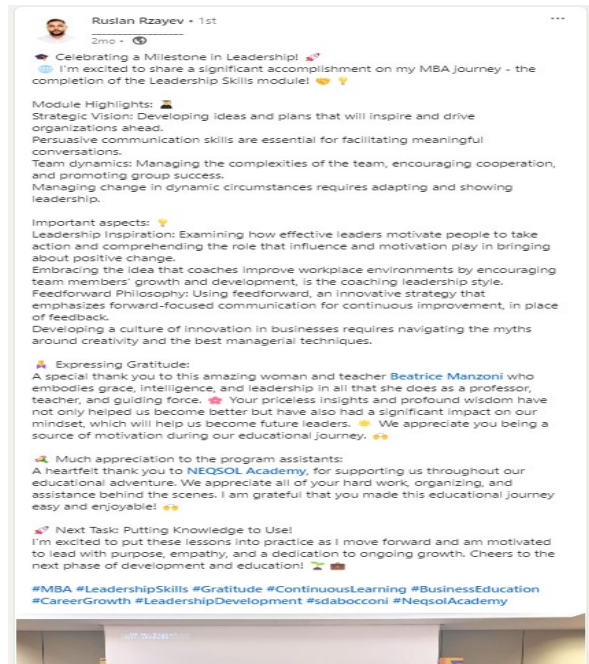 Ruslan Rzayev • 1st
2mo •
🎓 Celebrating a Milestone in Leadership! 🚀
🌐 I'm excited to share a significant accomplishment on my MBA journey - the
completion of the Leadership Skills module! 🤝 💡
Module Highlights: 👨‍🎓
Strategic Vision: Developing ideas and plans that will inspire and drive
organizations ahead.
Persuasive communication skills are essential for facilitating meaningful
conversations.
Team dynamics: Managing the complexities of the team, encouraging cooperation,
and promoting group success.
Managing change in dynamic circumstances requires adapting and showing
leadership.
Important aspects: 💡
Leadership Inspiration: Examining how effective leaders motivate people to take
action and comprehending the role that influence and motivation play in bringing
about positive change.
Embracing the idea that coaches improve workplace environments by encouraging
team members' growth and development, is the coaching leadership style.
Feedforward Philosophy: Using feedforward, an innovative strategy that
emphasizes forward-focused communication for continuous improvement, in place
of feedback.
Developing a culture of innovation in businesses requires navigating the myths
around creativity and the best managerial techniques.
Expressing Gratitude:
A special thank you to this amazing woman and teacher Beatrice Manzoni who
embodies grace, intelligence, and leadership in all that she does as a professor,
teacher, and guiding force. 🌸 Your priceless insights and profound wisdom have
not only helped us become better but have also had a significant impact on our
mindset, which will help us become future leaders. 🌟 We appreciate you being a
source of motivation during our educational journey. 🙌
Much appreciation to the program assistants:
A heartfelt thank you to NEQSOL Academy, for supporting us throughout our
educational adventure. We appreciate all of your hard work, organizing, and
assistance behind the scenes. I am grateful that you made this educational journey
easy and enjoyable! 🙌
🚀 Next Task: Putting Knowledge to Use!
I'm excited to put these lessons into practice as I move forward and am motivated
to lead with purpose, empathy, and a dedication to ongoing growth. Cheers to the
next phase of development and education! 🌱 💼
#MBA #LeadershipSkills #Gratitude #ContinuousLearning #BusinessEducation
#CareerGrowth #LeadershipDevelopment #sdabocconi #NeqsolAcademy